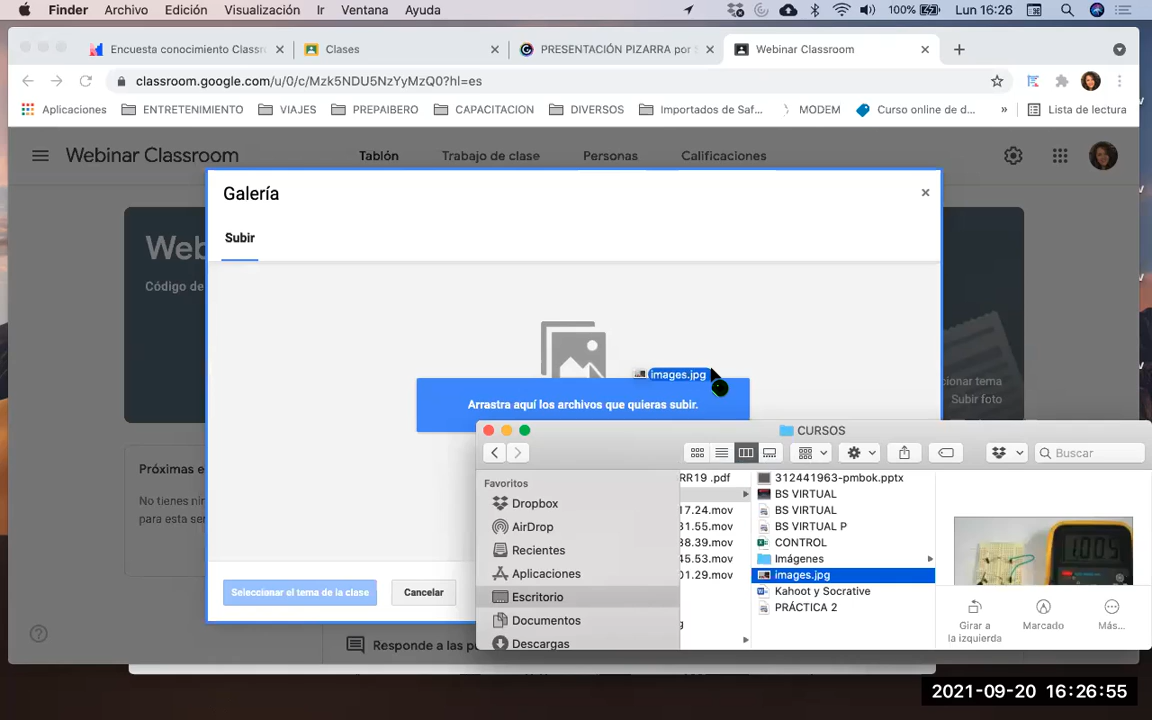 Finder Archivo Edición Visualización Ir Ventana Ayuda 100% Lun 16:26
Encuesta conocimiento Classr Clases PRESENTACIÓN PIZARRA por S Webinar Classroom
classroom.google.com/u/0/c/Mzk5NDU5NzYyMzQ0?hl=es
Aplicaciones ENTRETENIMIENTO VIAJES PREPAIBERO CAPACITACION DIVERSOS Importados de Saf... MODEM Curso online de d... » Lista de lectura
Webinar Classroom Tablón Trabajo de clase Personas Calificaciones
Galería
Subir
Web
Código de
cionar tema
Subir foto
images.jpg
Arrastra aquí los archivos que quieras subir.
Próximas e
No tienes nin
para esta ser
Seleccionar el tema de la clase Cancelar
Responde a las p
CURSOS
Buscar
Favoritos
Dropbox
AirDrop
Recientes
Aplicaciones
Escritorio
Documentos
Descargas
RR19 .pdf
17.24.mov
31.55.mov
38.39.mov
45.53.mov
01.29.mov
312441963-pmbok.pptx
BS VIRTUAL
BS VIRTUAL
BS VIRTUAL P
CONTROL
Imágenes
images.jpg
Kahoot y Socrative
PRÁCTICA 2
1.005
Girar a
la izquierda
Marcado
Más...
2021-09-20 16:26:55